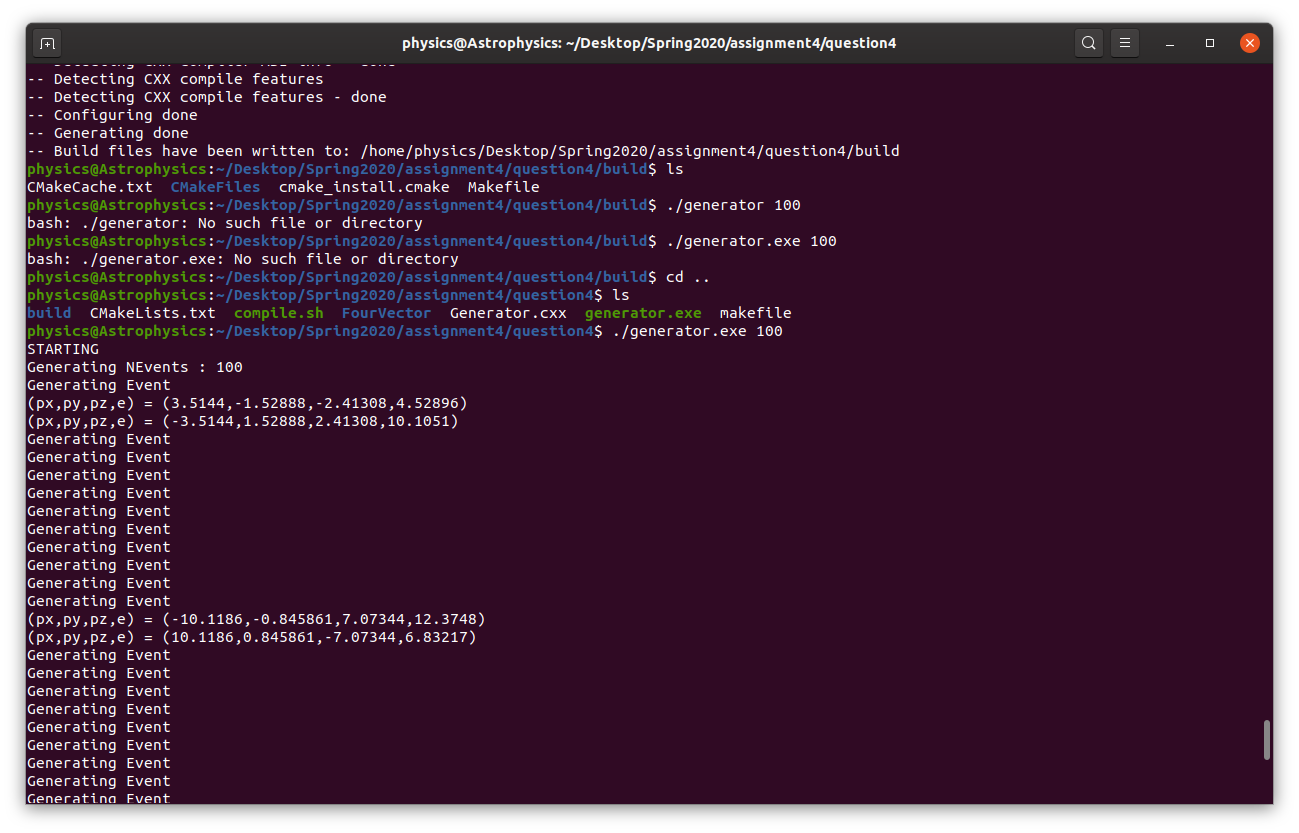 physics@Astrophysics: ~/Desktop/Spring2020/assignment4/question4
-- Detecting CXX compiler ABI info - done
-- Detecting CXX compile features
-- Detecting CXX compile features - done
-- Configuring done
-- Generating done
-- Build files have been written to: /home/physics/Desktop/Spring2020/assignment4/question4/build
physics@Astrophysics:~/Desktop/Spring2020/assignment4/question4/build$ ls
CMakeCache.txt  CMakeFiles  cmake_install.cmake  Makefile
physics@Astrophysics:~/Desktop/Spring2020/assignment4/question4/build$ ./generator 100
bash: ./generator: No such file or directory
physics@Astrophysics:~/Desktop/Spring2020/assignment4/question4/build$ ./generator.exe 100
bash: ./generator.exe: No such file or directory
physics@Astrophysics:~/Desktop/Spring2020/assignment4/question4/build$ cd ..
physics@Astrophysics:~/Desktop/Spring2020/assignment4/question4$ ls
build  CMakeLists.txt  compile.sh  FourVector  Generator.cxx  generator.exe  makefile
physics@Astrophysics:~/Desktop/Spring2020/assignment4/question4$ ./generator.exe 100
STARTING
Generating NEvents : 100
Generating Event
(px,py,pz,e) = (3.5144,-1.52888,-2.41308,4.52896)
(px,py,pz,e) = (-3.5144,1.52888,2.41308,10.1051)
Generating Event
Generating Event
Generating Event
Generating Event
Generating Event
Generating Event
Generating Event
Generating Event
Generating Event
Generating Event
(px,py,pz,e) = (-10.1186,-0.845861,7.07344,12.3748)
(px,py,pz,e) = (10.1186,0.845861,-7.07344,6.83217)
Generating Event
Generating Event
Generating Event
Generating Event
Generating Event
Generating Event
Generating Event
Generating Event
Generating Event